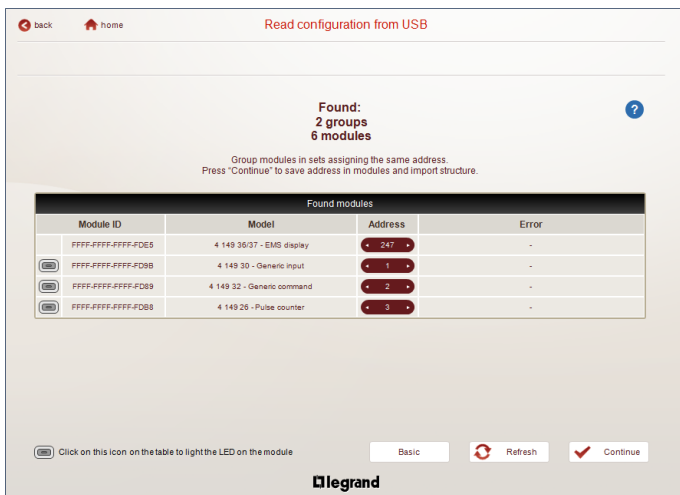 back
home
Read configuration from USB
Found:
2 groups
6 modules
?
Group modules in sets assigning the same address.
Press "Continue" to save address in modules and import structure.
Found modules
Module ID Model Address Error
FFFF-FFFF-FFFF-FDE5 4 149 36/37 - EMS display 247 -
FFFF-FFFF-FFFF-FD9B 4 149 30 - Generic input 1 -
FFFF-FFFF-FFFF-FD89 4 149 32 - Generic command 2 -
FFFF-FFFF-FFFF-FDB8 4 149 26 - Pulse counter 3 -
Click on this icon on the table to light the LED on the module
Basic
Refresh
Continue
legrand